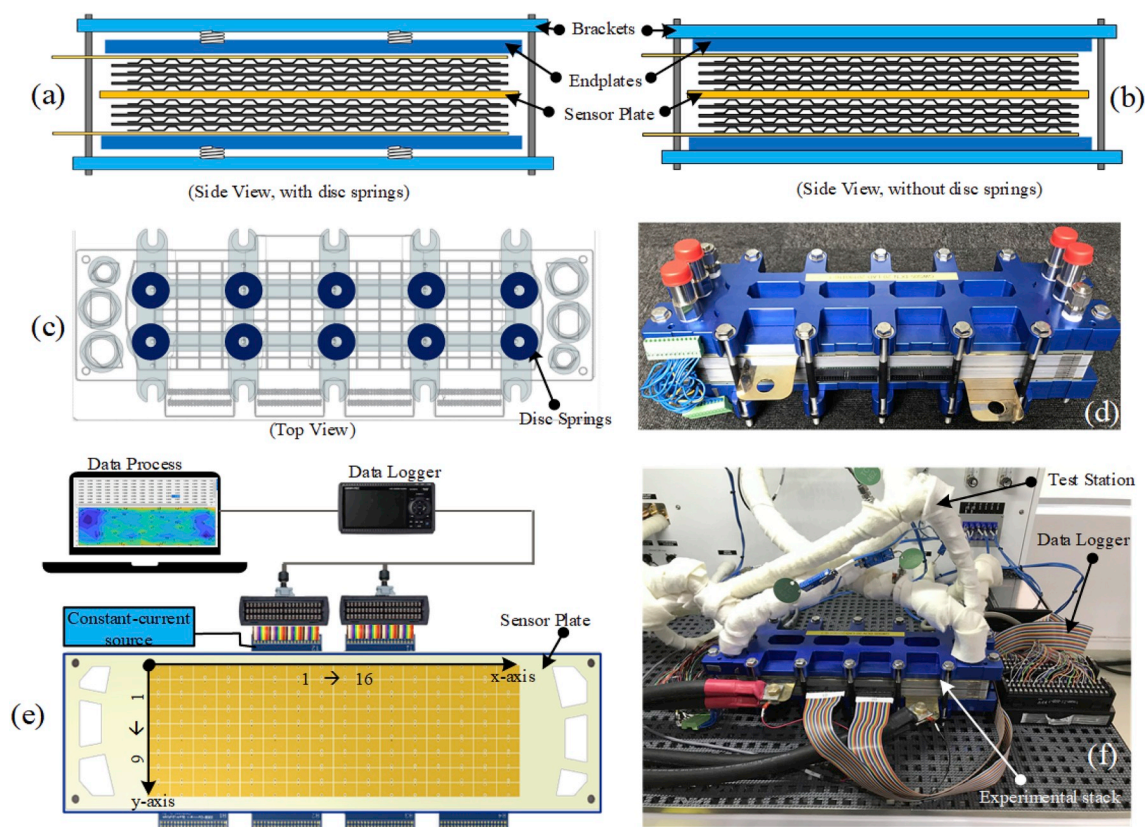 (a)
Brackets
Endplates
Sensor Plate
(b)
(Side View, with disc springs)
(Side View, without disc springs)
(c)
Disc Springs
(Top View)
(d)
Data Process
Data Logger
Constant-current
source
Sensor Plate
x-axis
1 → 16
1 → 9
y-axis
(e)
Test Station
Data Logger
(f)
Experimental stack